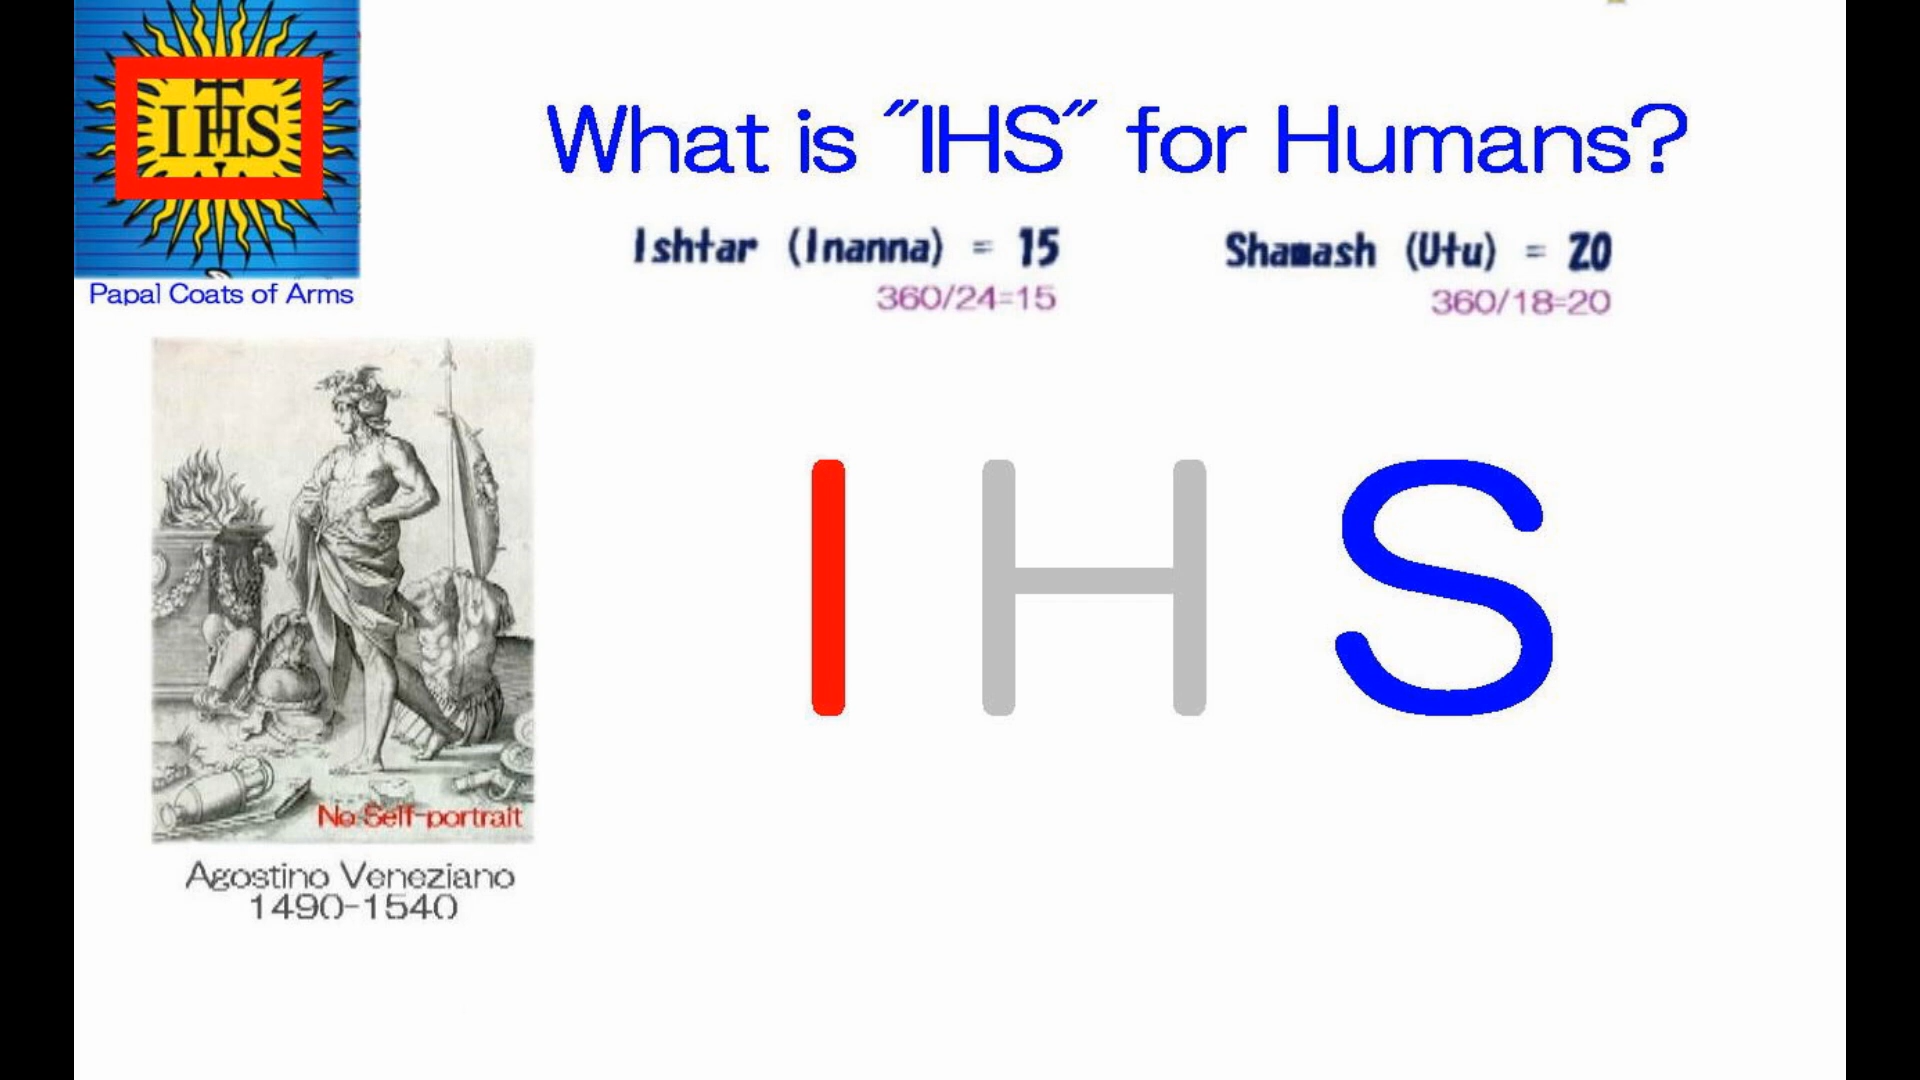 IHS
Papal Coats of Arms
What is "IHS" for Humans?
Ishtar (Inanna) = 15
360/24=15
Shamash (Utu) = 20
360/18=20
I H S
No Self-portrait
Agostino Veneziano
1490-1540